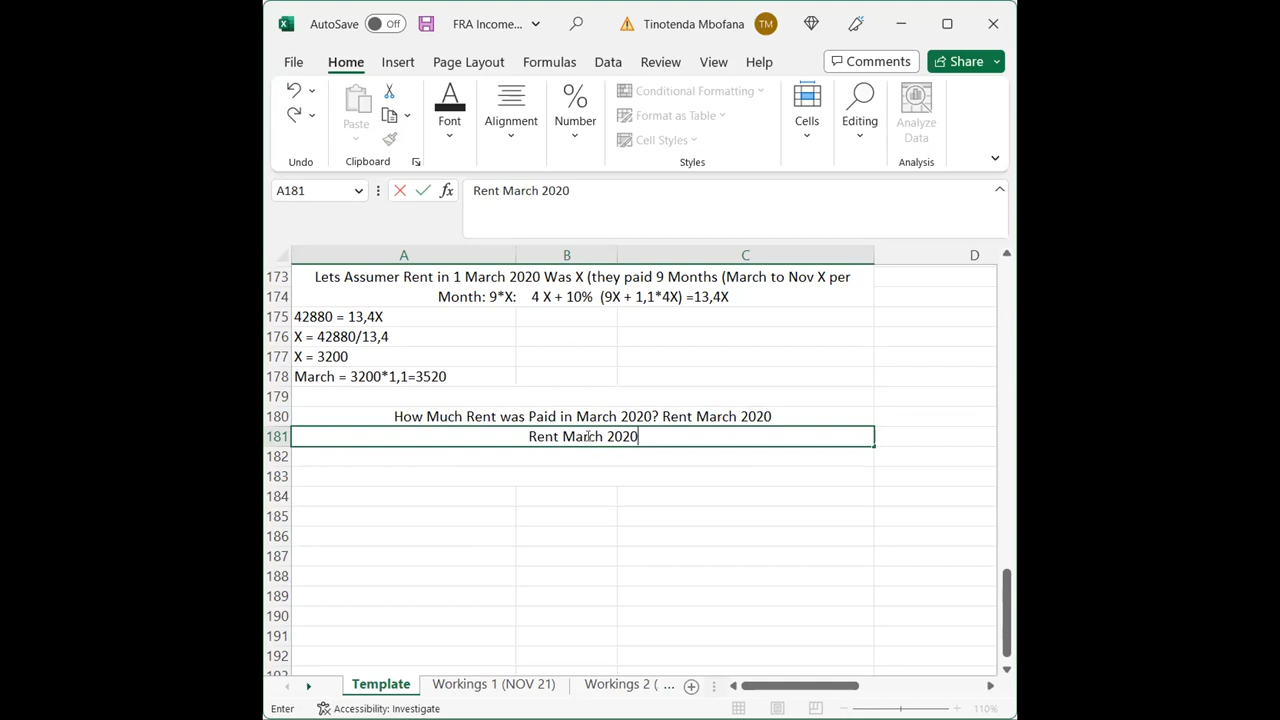 AutoSave Off FRA Income... Tinotenda Mbofana TM
File Home Insert Page Layout Formulas Data Review View Help Comments Share
Paste Font Alignment Number Conditional Formatting Format as Table Cell Styles Cells Editing Analyze Data
Undo Clipboard Styles Analysis
A181 fx Rent March 2020
A B C D
173 Lets Assumer Rent in 1 March 2020 Was X (they paid 9 Months (March to Nov X per
174 Month: 9*X: 4 X + 10% (9X + 1,1*4X) =13,4X
175 42880 = 13,4X
176 X = 42880/13,4
177 X = 3200
178 March = 3200*1,1=3520
179
180 How Much Rent was Paid in March 2020? Rent March 2020
181 Rent March 2020
182
183
184
185
186
187
188
189
190
191
192
193
Template Workings 1 (NOV 21) Workings 2 ( ...
Enter Accessibility: Investigate 110%